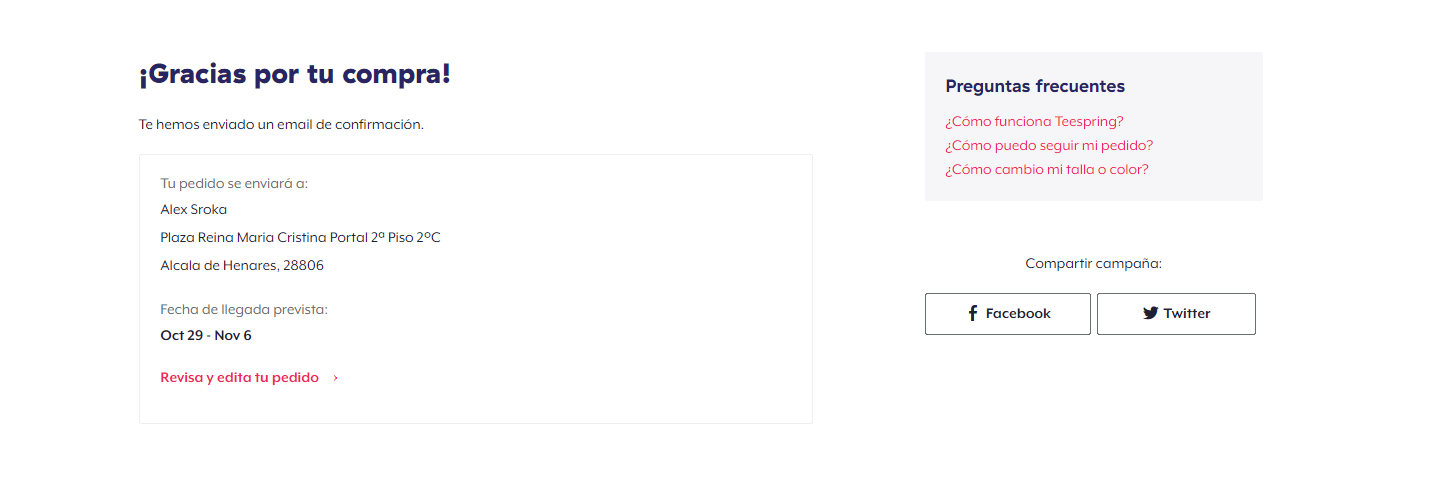 ¡Gracias por tu compra!
Te hemos enviado un email de confirmación.
Tu pedido se enviará a:
Alex Sroka
Plaza Reina Maria Cristina Portal 2ª Piso 2ºC
Alcala de Henares, 28806
Fecha de llegada prevista:
Oct 29 - Nov 6
Revisa y edita tu pedido ›
Preguntas frecuentes
¿Cómo funciona Teespring?
¿Cómo puedo seguir mi pedido?
¿Cómo cambio mi talla o color?
Compartir campaña:
Facebook
Twitter